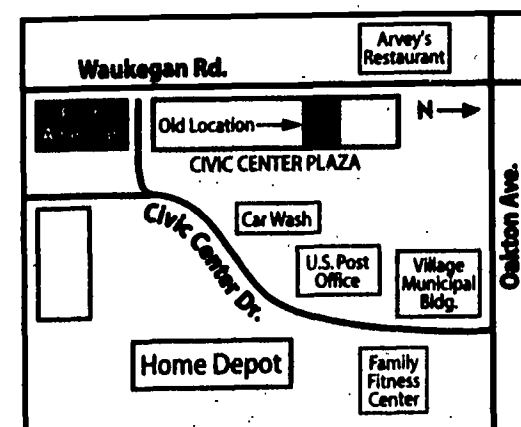 Arvey's
Restaurant
Waukegan Rd.
Old Location
N
CIVIC CENTER PLAZA
Oakton Ave.
Civic Center Dr.
Car Wash
U.S. Post
Office
Village
Municipal
Bldg.
Home Depot
Family
Fitness
Center